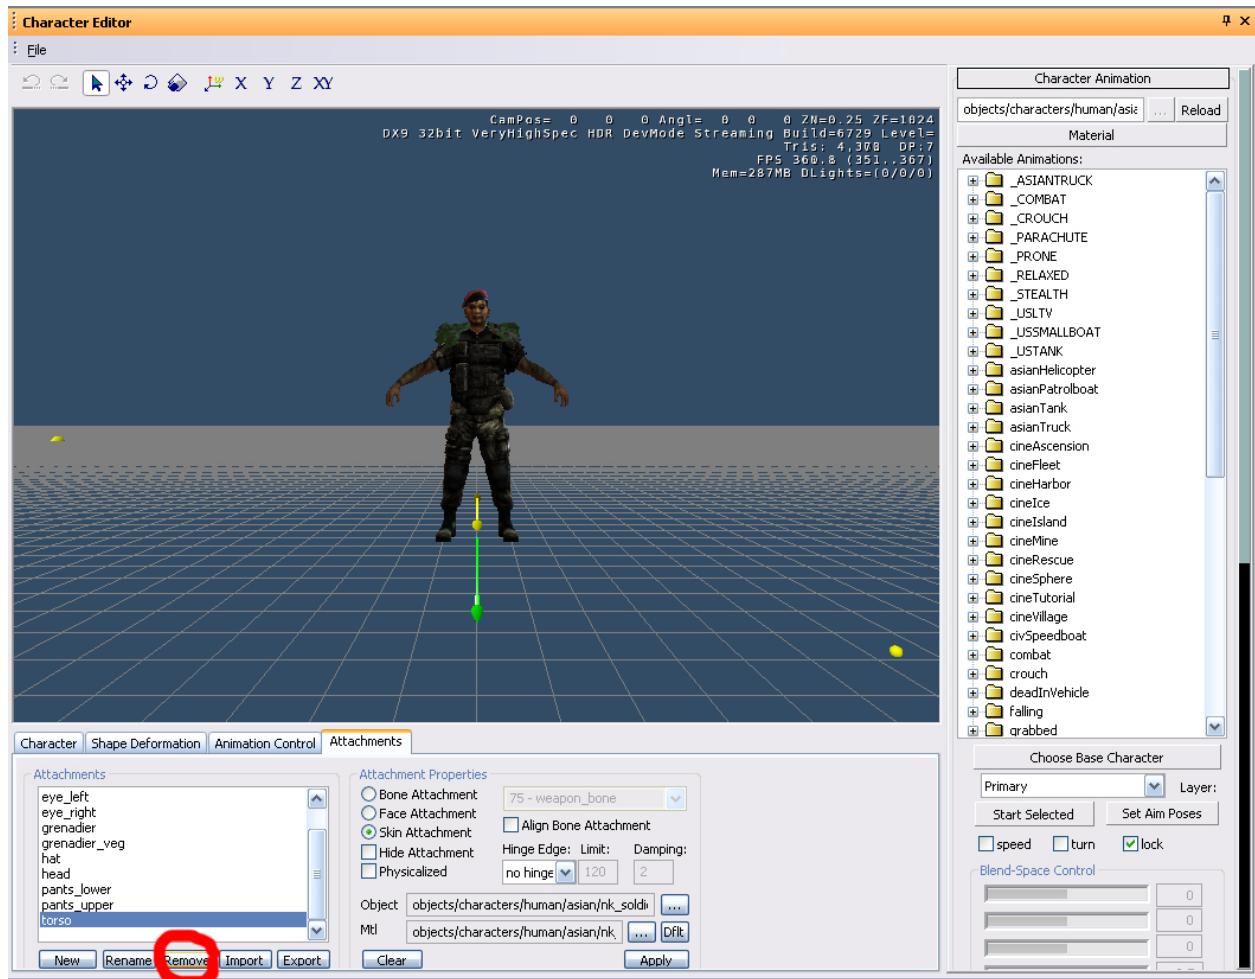 Character Editor
File
X Y Z XY
CamPos= 0 0 0 Angl= 0 0 0 ZN=0.25 ZF=1024
DX9 32bit VeryHighSpec HDR DevMode Streaming Build=6729 Level=
Tris: 4,370 DP:7
FPS 360.8 (351..367)
Mem=287MB DLights=(0/0/0)
Character Shape Deformation Animation Control Attachments
Attachments
eye_left
eye_right
grenadier
grenadier_veg
hat
head
pants_lower
pants_upper
torso
New Rename Remove Import Export
Attachment Properties
Bone Attachment 75 - weapon_bone
Face Attachment
Skin Attachment Align Bone Attachment
Hide Attachment Hinge Edge: Limit: Damping:
Physicalized no hinge 120 2
Object objects/characters/human/asian/nk_soldi ...
Mtl objects/characters/human/asian/nk_ ... Dflt
Clear Apply
Character Animation
objects/characters/human/asia ... Reload
Material
Available Animations:
_ASIANTRUCK
_COMBAT
_CROUCH
_PARACHUTE
_PRONE
_RELAXED
_STEALTH
_USLTV
_USSMALLBOAT
_USTANK
asianHelicopter
asianPatrolboat
asianTank
asianTruck
cineAscension
cineFleet
cineHarbor
cineIce
cineIsland
cineMine
cineRescue
cineSphere
cineTutorial
cineVillage
civSpeedboat
combat
crouch
deadInVehicle
falling
grabbed
Choose Base Character
Primary Layer:
Start Selected Set Aim Poses
speed turn lock
Blend-Space Control
0
0
0